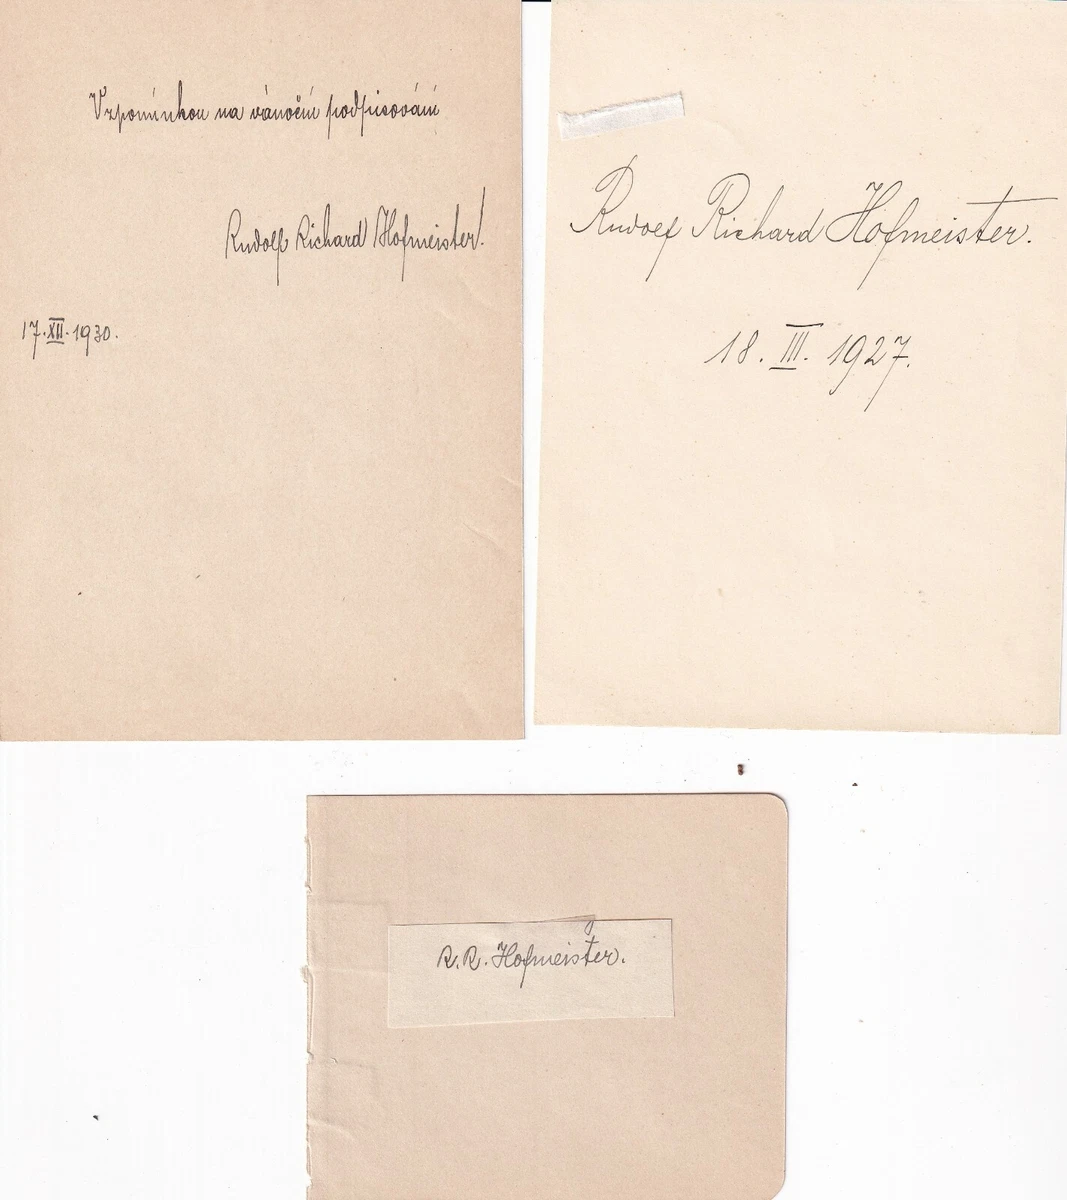 Vzpomínkou na vánoční podpisování
Rudolf Richard Hofmeister.
17.XII.1930.
Rudolf Richard Hofmeister.
18. III. 1927.
R. R. Hofmeister.